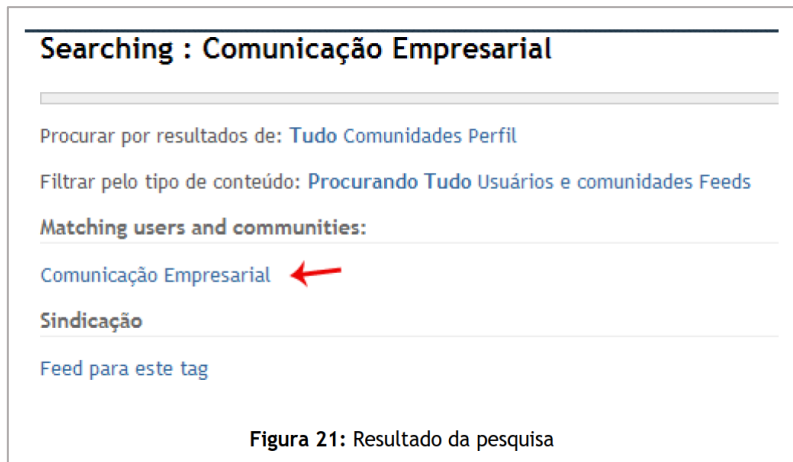 Searching : Comunicação Empresarial
Procurar por resultados de: Tudo Comunidades Perfil
Filtrar pelo tipo de conteúdo: Procurando Tudo Usuários e comunidades Feeds
Matching users and communities:
Comunicação Empresarial
Sindicação
Feed para este tag
Figura 21: Resultado da pesquisa